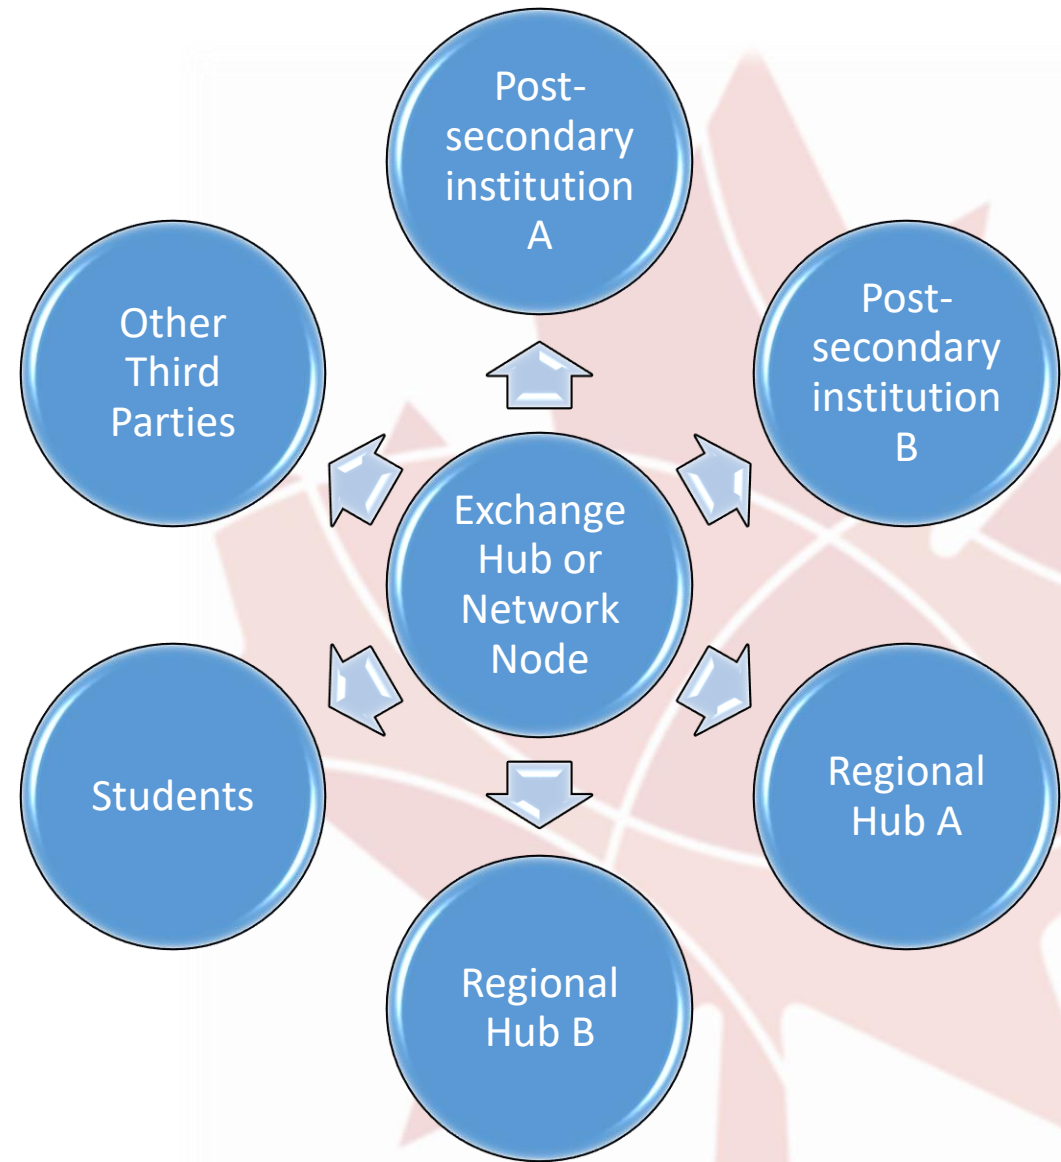 Post-
secondary
institution
A
Post-
secondary
institution
B
Other
Third
Parties
Exchange
Hub or
Network
Node
Students
Regional
Hub A
Regional
Hub B